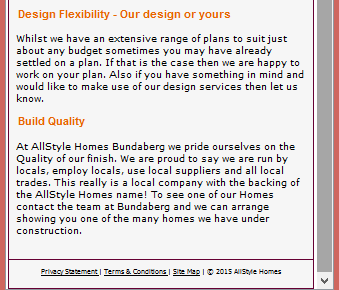 Design Flexibility - Our design or yours
Whilst we have an extensive range of plans to suit just
about any budget sometimes you may have already
settled on a plan. If that is the case then we are happy to
work on your plan. Also if you have something in mind and
would like to make use of our design services then let us
know.
Build Quality
At AllStyle Homes Bundaberg we pride ourselves on the
Quality of our finish. We are proud to say we are run by
locals, employ locals, use local suppliers and all local
trades. This really is a local company with the backing of
the AllStyle Homes name! To see one of our Homes
contact the team at Bundaberg and we can arrange
showing you one of the many homes we have under
construction.
Privacy Statement | Terms & Conditions | Site Map | © 2015 AllStyle Homes